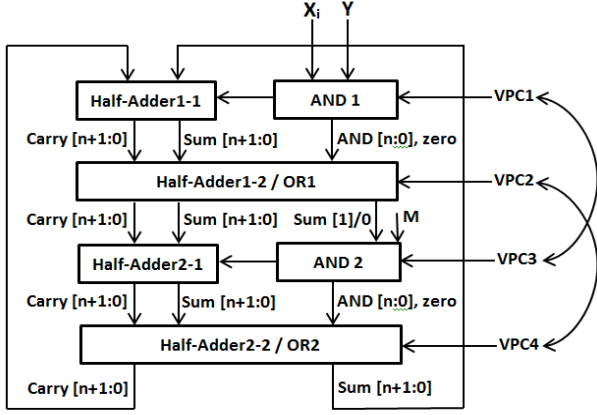 Xi Y
Half-Adder1-1
AND 1
VPC1
Carry [n+1:0]
Sum [n+1:0]
AND [n:0], zero
Half-Adder1-2 / OR1
VPC2
Carry [n+1:0]
Sum [n+1:0]
Sum [1]/0
M
Half-Adder2-1
AND 2
VPC3
Carry [n+1:0]
Sum [n+1:0]
AND [n:0], zero
Half-Adder2-2 / OR2
VPC4
Carry [n+1:0]
Sum [n+1:0]